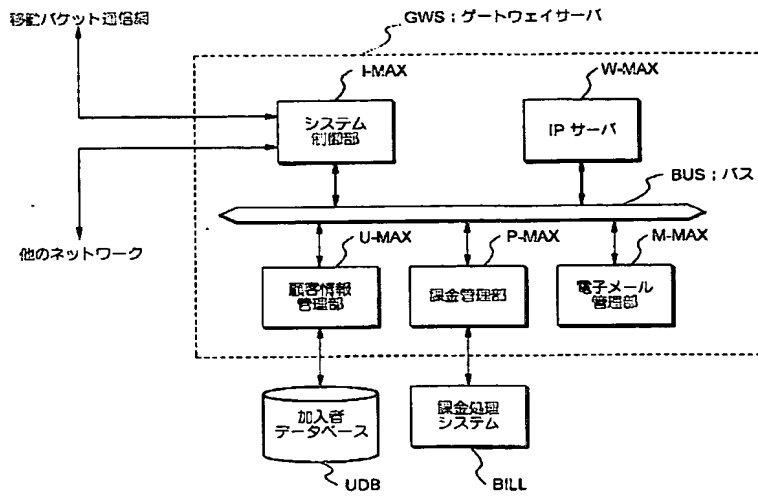 移動パケット通信網
GWS；ゲートウェイサーバ
I-MAX
W-MAX
システム
制御部
IP サーバ
BUS；バス
他のネットワーク
U-MAX
P-MAX
M-MAX
顧客情報
管理部
課金管理部
電子メール
管理部
加入者
データベース
課金処理
システム
UDB
BILL